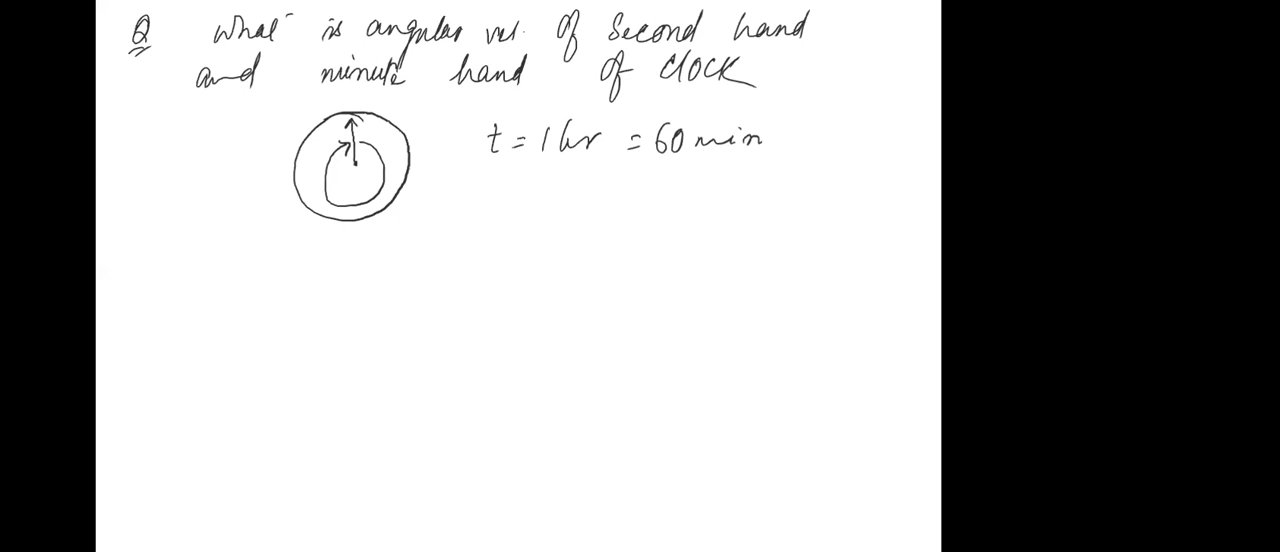 Q What is angular vel. of Second hand
and minute hand of clock
t = 1 hr = 60 min